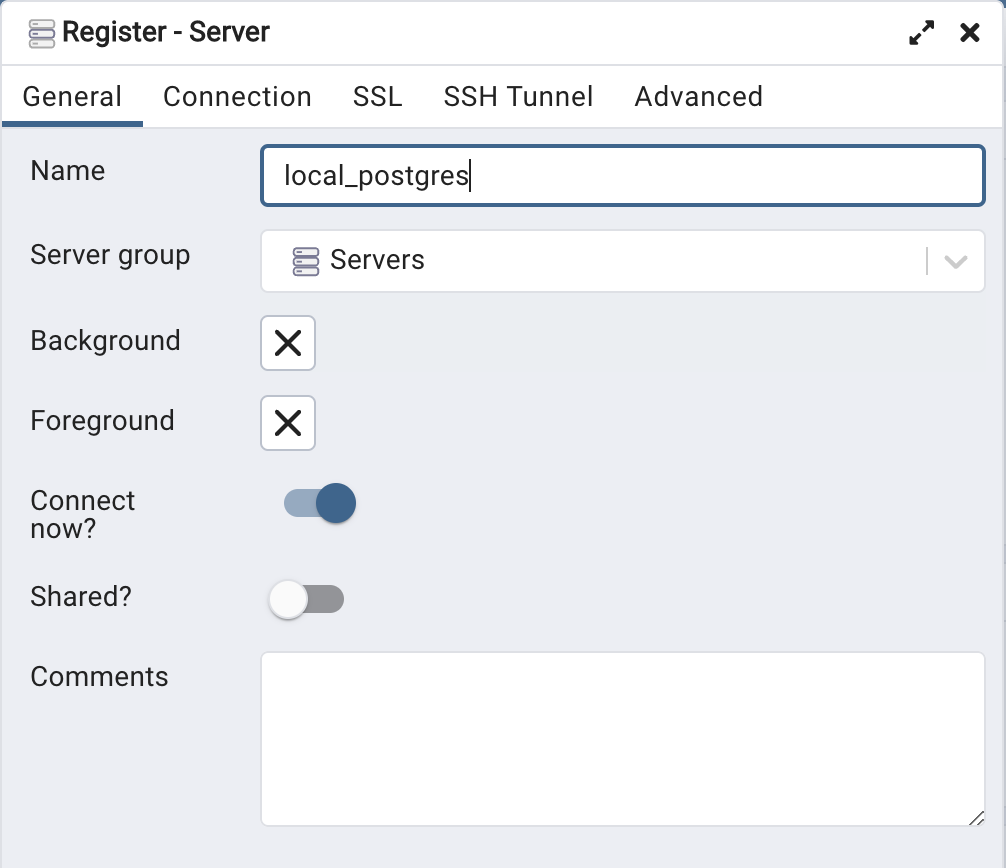 Register - Server
General Connection SSL SSH Tunnel Advanced
Name local_postgres
Server group Servers
Background
Foreground
Connect
now?
Shared?
Comments